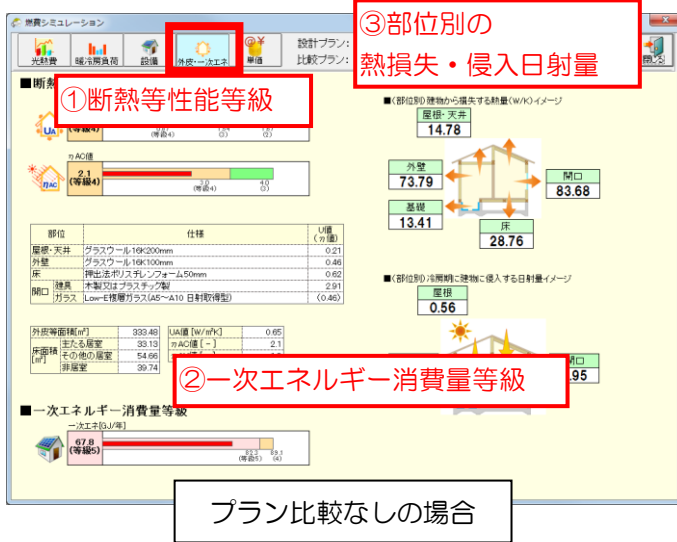 燃費シミュレーション
光熱費
暖冷房負荷
設備
外皮・一次エネ
単価
設計プラン:
比較プラン:
閉じる
③部位別の
熱損失・侵入日射量
■断熱
①断熱等性能等級
UA
(等級4)
(等級4)
(3)
(2)
ηAC値
ηAC
2.1
(等級4)
3.0
(等級4)
4.0
(3)
部位
仕様
U値
(η値)
屋根・天井 グラスウール16K200mm 0.21
外壁 グラスウール16K100mm 0.46
床 押出法ポリスチレンフォーム50mm 0.62
開口 建具 木製又はプラスチック製 2.91
ガラス Low-E複層ガラス(A5~A10 日射取得型) (0.46)
外皮等面積[㎡] 333.48
床面積[㎡] 主たる居室 33.13
その他の居室 54.66
非居室 39.74
UA値[W/㎡K] 0.65
ηAC値[-] 2.1
②一次エネルギー消費量等級
■一次エネルギー消費量等級
一次エネ[GJ/年]
67.8
(等級5)
82.3
(等級5)
89.1
(4)
■(部位別)建物から損失する熱量(W/K)イメージ
屋根・天井
14.78
外壁
73.79
開口
83.68
基礎
13.41
床
28.76
■(部位別)冷房期に建物に侵入する日射量イメージ
屋根
0.56
開口
.95
プラン比較なしの場合